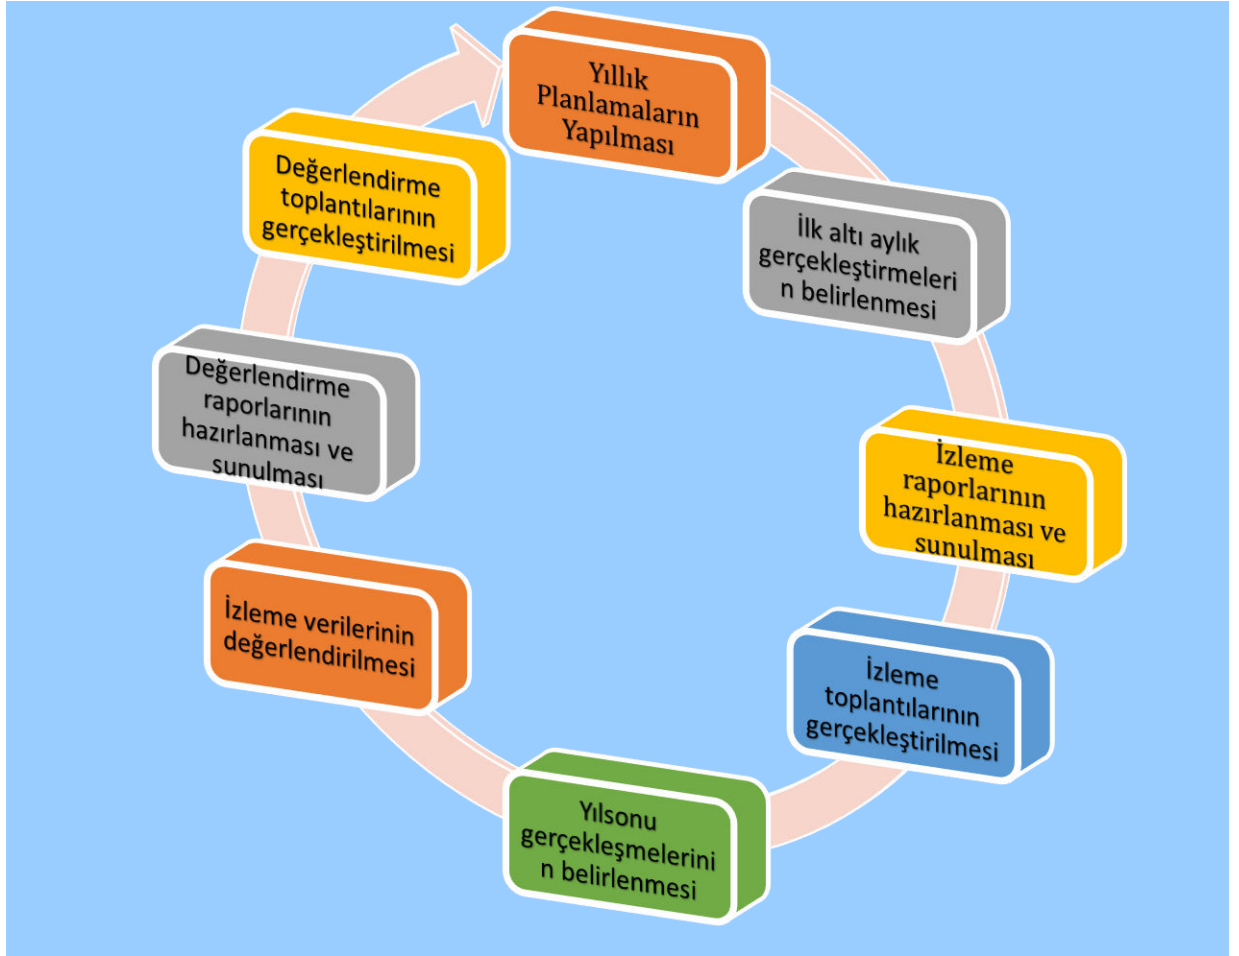 Yıllık
Planlamaların
Yapılması
İlk altı aylık
gerçekleştirmeleri
n belirlenmesi
İzleme
raporlarının
hazırlanması ve
sunulması
İzleme
toplantılarının
gerçekleştirilmesi
Yılsonu
gerçekleşmelerini
n belirlenmesi
İzleme verilerinin
değerlendirilmesi
Değerlendirme
raporlarının
hazırlanması ve
sunulması
Değerlendirme
toplantılarının
gerçekleştirilmesi